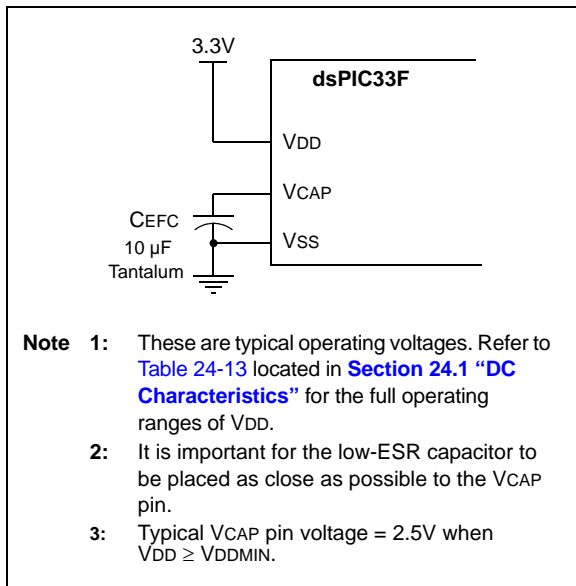 3.3V
dsPIC33F
VDD
VCAP
CEFC
VSS
10 µF
Tantalum
Note 1: These are typical operating voltages. Refer to
Table 24-13 located in Section 24.1 “DC
Characteristics” for the full operating
ranges of VDD.
2: It is important for the low-ESR capacitor to
be placed as close as possible to the VCAP
pin.
3: Typical VCAP pin voltage = 2.5V when
VDD ≥ VDDMIN.